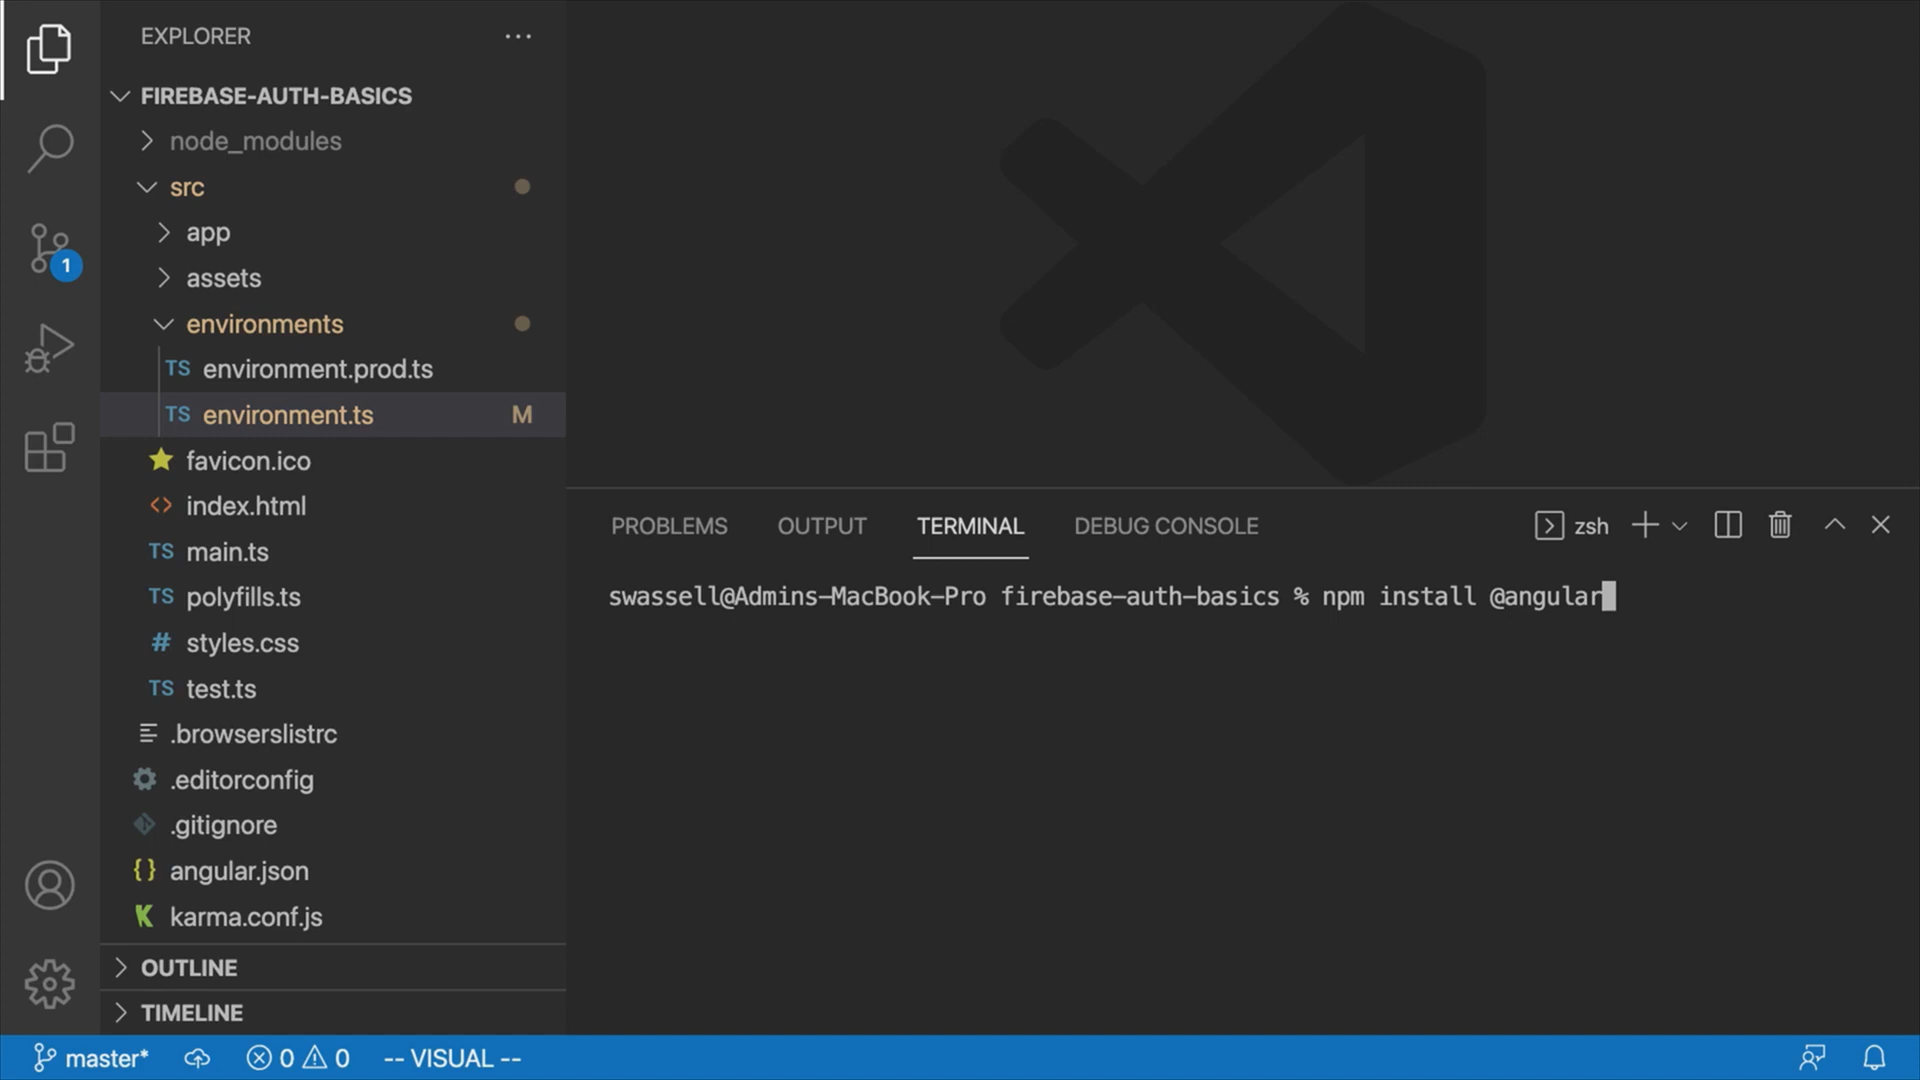 EXPLORER
FIREBASE-AUTH-BASICS
node_modules
src
app
assets
environments
TS environment.prod.ts
TS environment.ts M
favicon.ico
<> index.html
TS main.ts
TS polyfills.ts
# styles.css
TS test.ts
.browserslistrc
.editorconfig
.gitignore
{} angular.json
K karma.conf.js
OUTLINE
TIMELINE
1
PROBLEMS OUTPUT TERMINAL DEBUG CONSOLE zsh
swassell@Admins-MacBook-Pro firebase-auth-basics % npm install @angular
master* 0 0 -- VISUAL --